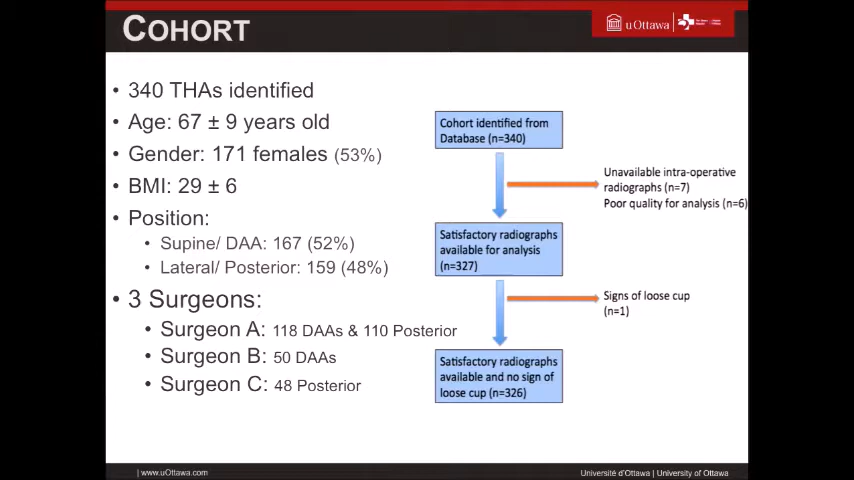 COHORT
uOttawa
• 340 THAs identified
• Age: 67 ± 9 years old
• Gender: 171 females (53%)
• BMI: 29 ± 6
• Position:
• Supine/ DAA: 167 (52%)
• Lateral/ Posterior: 159 (48%)
• 3 Surgeons:
• Surgeon A: 118 DAAs & 110 Posterior
• Surgeon B: 50 DAAs
• Surgeon C: 48 Posterior
Cohort identified from
Database (n=340)
Unavailable intra-operative
radiographs (n=7)
Poor quality for analysis (n=6)
Satisfactory radiographs
available for analysis
(n=327)
Signs of loose cup
(n=1)
Satisfactory radiographs
available and no sign of
loose cup (n=326)
| www.uOttawa.com
Université d'Ottawa | University of Ottawa